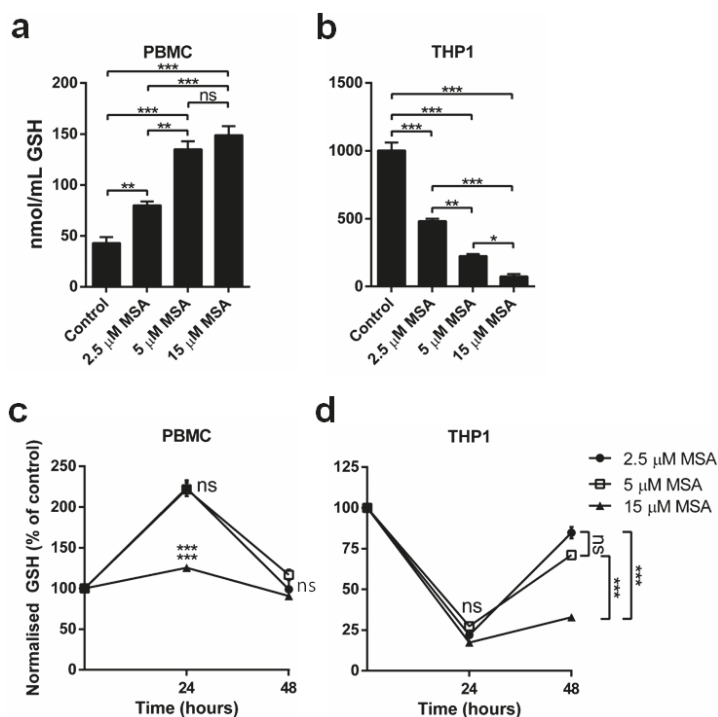 a
PBMC
nmol/mL GSH
200
150
100
50
0
***
***
***
ns
**
**
Control
2.5 μM MSA
5 μM MSA
15 μM MSA
b
THP1
1500
1000
500
0
***
***
***
***
**
*
Control
2.5 μM MSA
5 μM MSA
15 μM MSA
c
PBMC
Normalised GSH (% of control)
250
200
150
100
50
0
ns
***
***
ns
24
48
Time (hours)
d
THP1
125
100
75
50
25
0
ns
ns
***
***
24
48
Time (hours)
2.5 μM MSA
5 μM MSA
15 μM MSA